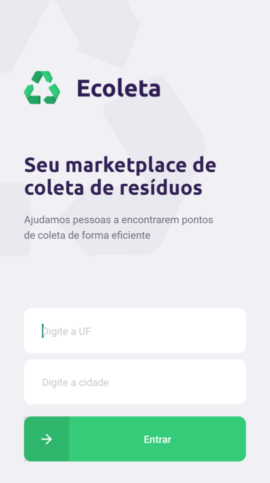 Ecoleta
Seu marketplace de
coleta de resíduos
Ajudamos pessoas a encontrarem pontos
de coleta de forma eficiente
Digite a UF
Digite a cidade
Entrar